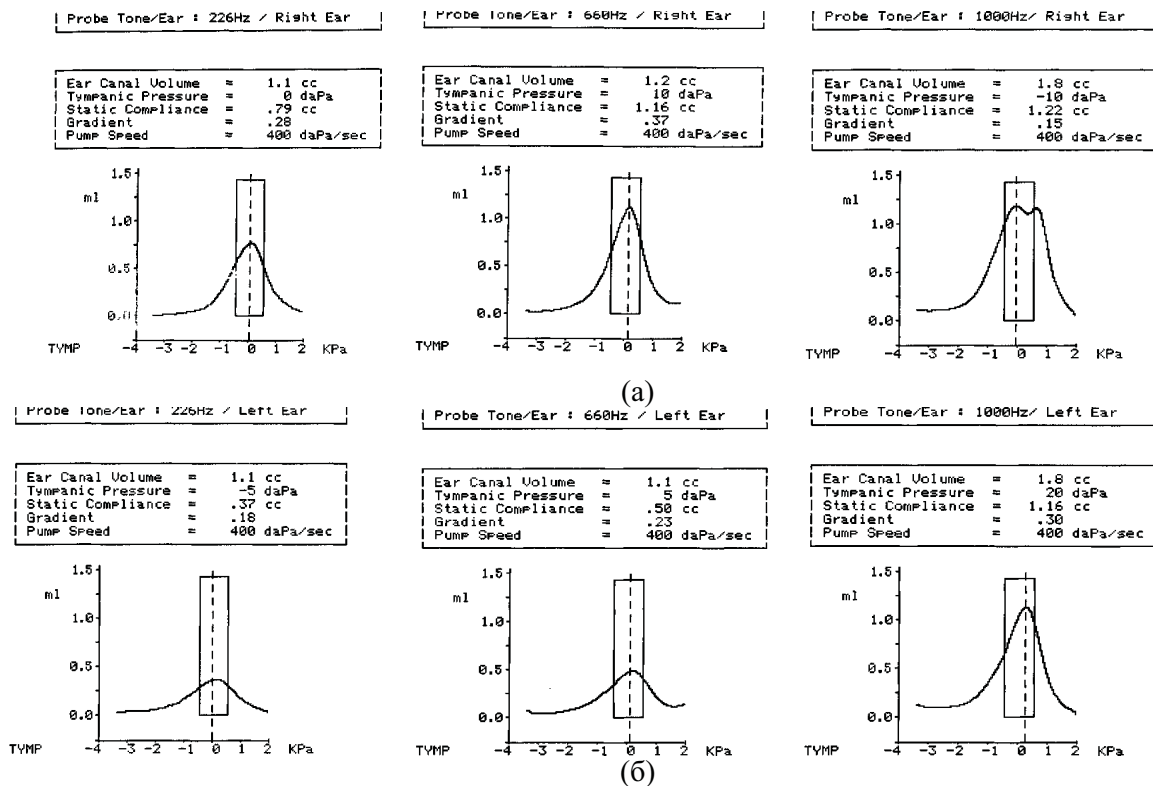 Probe Tone/Ear : 226Hz / Right Ear
Ear Canal Volume = 1.1 cc
Tympanic Pressure = 0 daPa
Static Compliance = .79 cc
Gradient = .28
Pump Speed = 400 daPa/sec
1.5
ml
1.0
0.5
0.0
TYMP -4 -3 -2 -1 0 1 2 KPa
Probe Tone/Ear : 660Hz / Right Ear
Ear Canal Volume = 1.2 cc
Tympanic Pressure = 10 daPa
Static Compliance = 1.16 cc
Gradient = .37
Pump Speed = 400 daPa/sec
1.5
ml
1.0
0.5
0.0
TYMP -4 -3 -2 -1 0 1 2 KPa
Probe Tone/Ear : 1000Hz/ Right Ear
Ear Canal Volume = 1.8 cc
Tympanic Pressure = -10 daPa
Static Compliance = 1.22 cc
Gradient = .15
Pump Speed = 400 daPa/sec
1.5
ml
1.0
0.5
0.0
TYMP -4 -3 -2 -1 0 1 2 KPa
(а)
Probe Tone/Ear : 226Hz / Left Ear
Ear Canal Volume = 1.1 cc
Tympanic Pressure = -5 daPa
Static Compliance = .37 cc
Gradient = .18
Pump Speed = 400 daPa/sec
1.5
ml
1.0
0.5
0.0
TYMP -4 -3 -2 -1 0 1 2 KPa
Probe Tone/Ear : 660Hz / Left Ear
Ear Canal Volume = 1.1 cc
Tympanic Pressure = 5 daPa
Static Compliance = .50 cc
Gradient = .23
Pump Speed = 400 daPa/sec
1.5
ml
1.0
0.5
0.0
TYMP -4 -3 -2 -1 0 1 2 KPa
Probe Tone/Ear : 1000Hz/ Left Ear
Ear Canal Volume = 1.8 cc
Tympanic Pressure = 20 daPa
Static Compliance = 1.16 cc
Gradient = .30
Pump Speed = 400 daPa/sec
1.5
ml
1.0
0.5
0.0
TYMP -4 -3 -2 -1 0 1 2 KPa
(б)